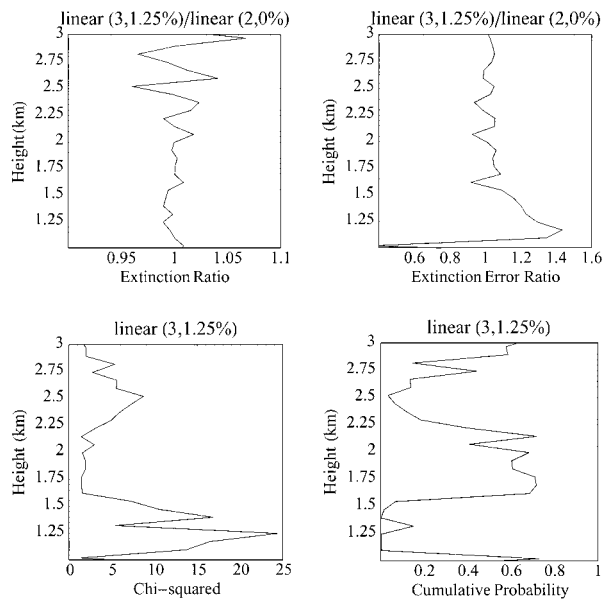 linear (3,1.25%)/linear (2,0%)
3
2.75
2.5
2.25
2
1.75
1.5
1.25
Height (km)
0.95 1 1.05 1.1
Extinction Ratio
linear (3,1.25%)/linear (2,0%)
3
2.75
2.5
2.25
2
1.75
1.5
1.25
Height (km)
0.6 0.8 1 1.2 1.4 1.6
Extinction Error Ratio
linear (3,1.25%)
3
2.75
2.5
2.25
2
1.75
1.5
1.25
Height (km)
0 5 10 15 20 25
Chi--squared
linear (3,1.25%)
3
2.75
2.5
2.25
2
1.75
1.5
1.25
Height (km)
0 0.2 0.4 0.6 0.8 1
Cumulative Probability